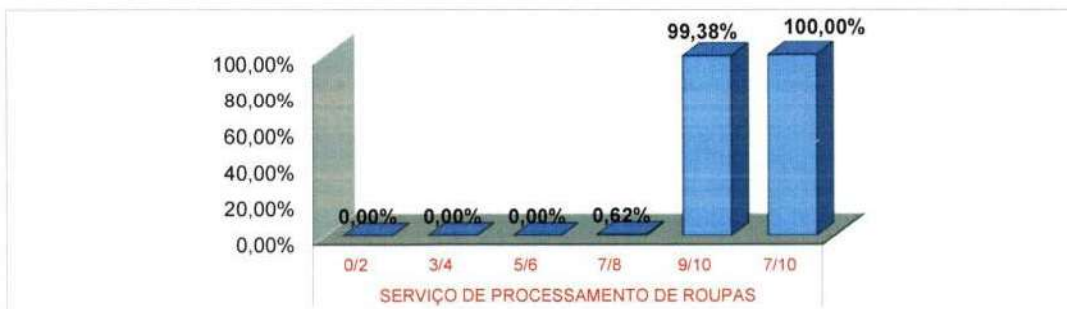 99,38% 100,00%
100,00%
80,00%
60,00%
40,00%
20,00%
0,00%
0,00% 0,00% 0,00% 0,62%
0/2 3/4 5/6 7/8 9/10 7/10
SERVIÇO DE PROCESSAMENTO DE ROUPAS